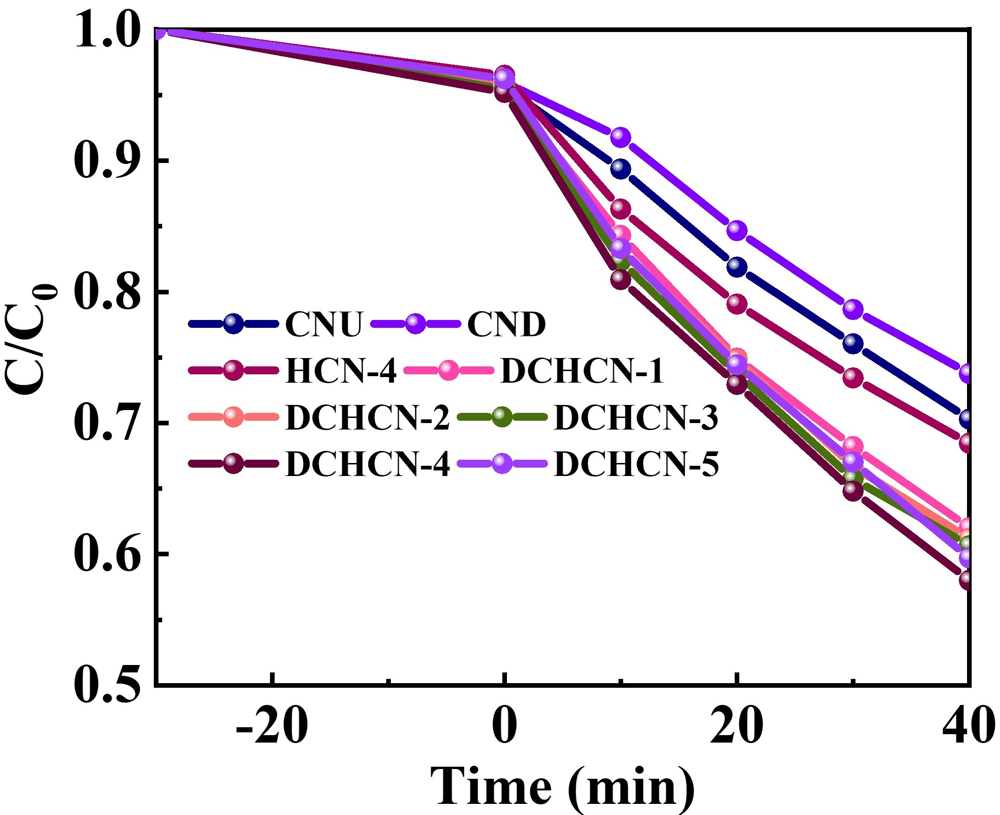 1.0
0.9
0.8
0.7
0.6
0.5
C/C₀
CNU CND
HCN-4 DCHCN-1
DCHCN-2 DCHCN-3
DCHCN-4 DCHCN-5
-20 0 20 40
Time (min)